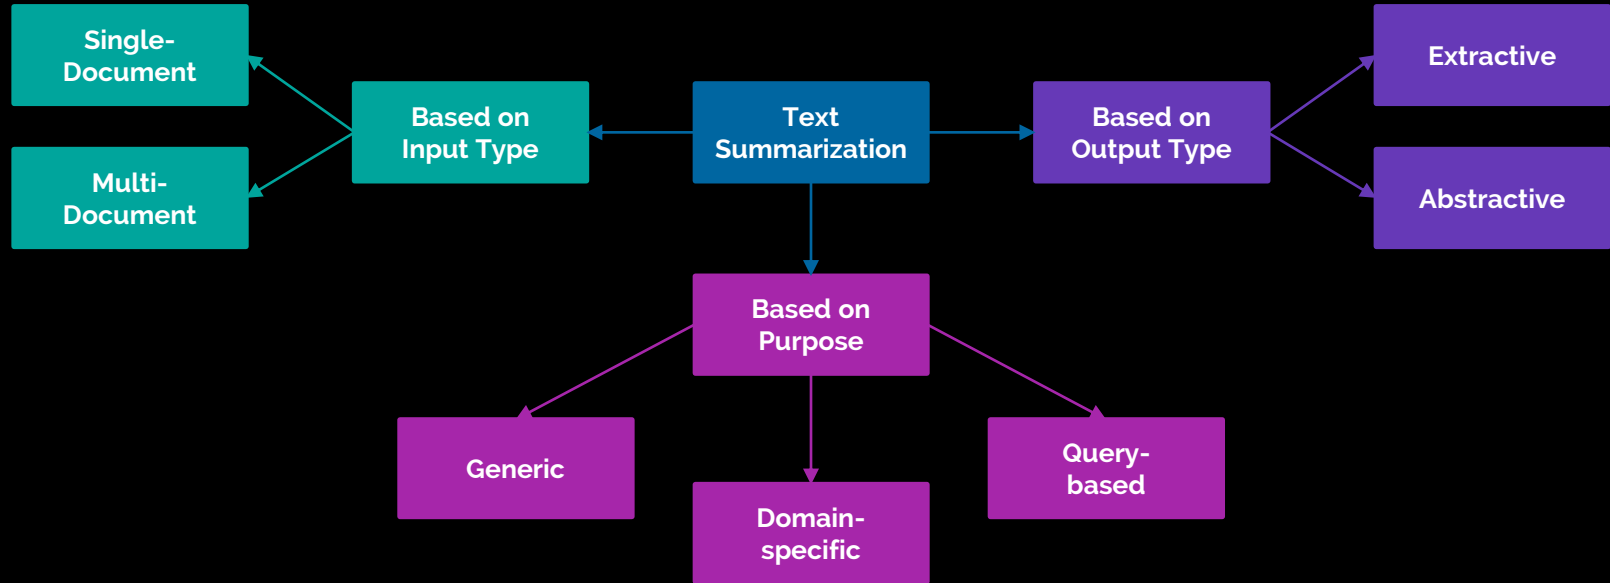 Single-
Document
Extractive
Based on
Input Type
Text
Summarization
Based on
Output Type
Multi-
Document
Abstractive
Based on
Purpose
Generic
Query-
based
Domain-
specific